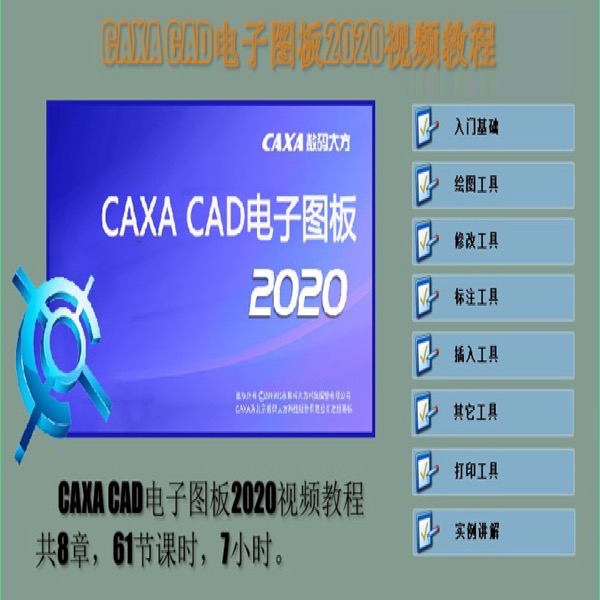 CAXA CAD电子图板2020视频教程
CAXA 数码大方
CAXA CAD电子图板
2020
入门基础
绘图工具
修改工具
标注工具
插入工具
其它工具
打印工具
实例讲解
CAXA CAD电子图板2020视频教程
共8章，61节课时，7小时。